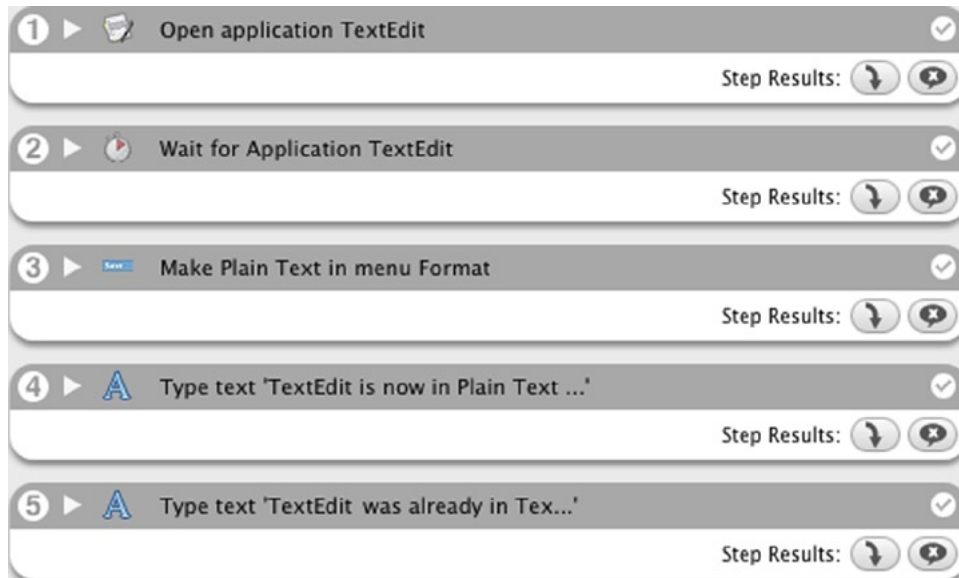 1 Open application TextEdit
Step Results:
2 Wait for Application TextEdit
Step Results:
3 Save Make Plain Text in menu Format
Step Results:
4 A Type text 'TextEdit is now in Plain Text ...'
Step Results:
5 A Type text 'TextEdit was already in Tex...'
Step Results: